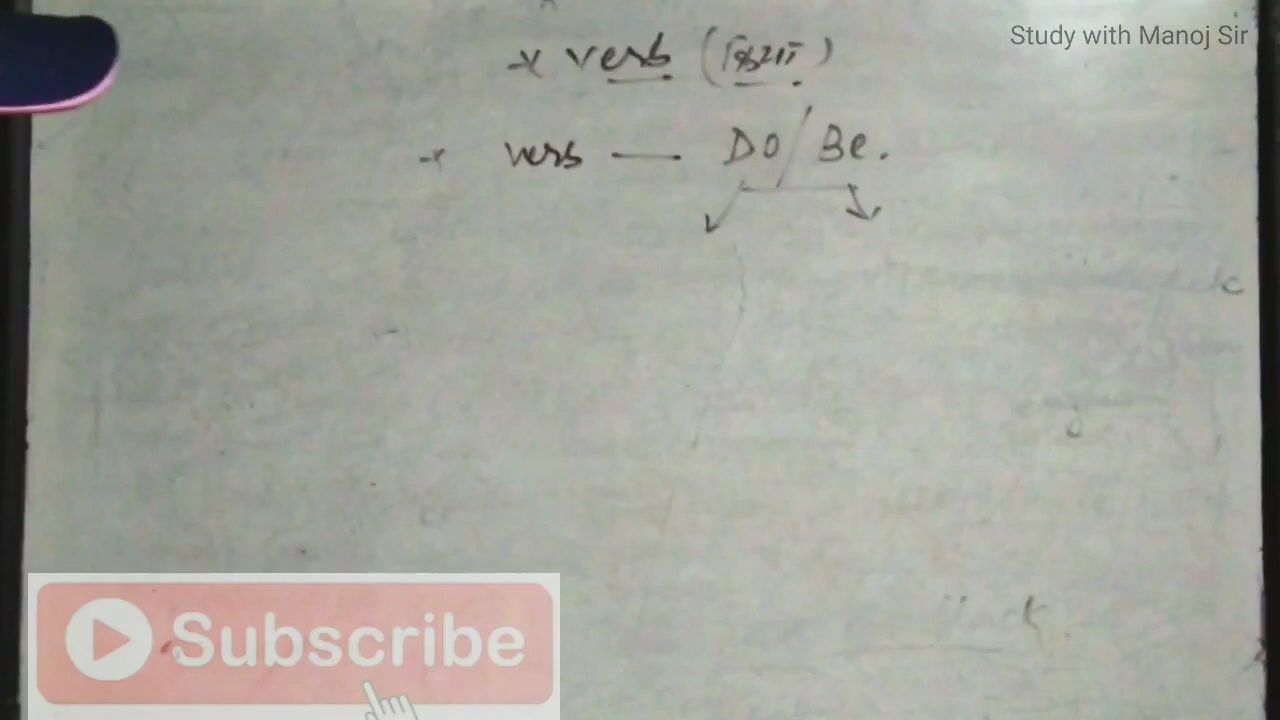 Study with Manoj Sir
× verb (क्रिया)
× verb — Do / Be.
Subscribe